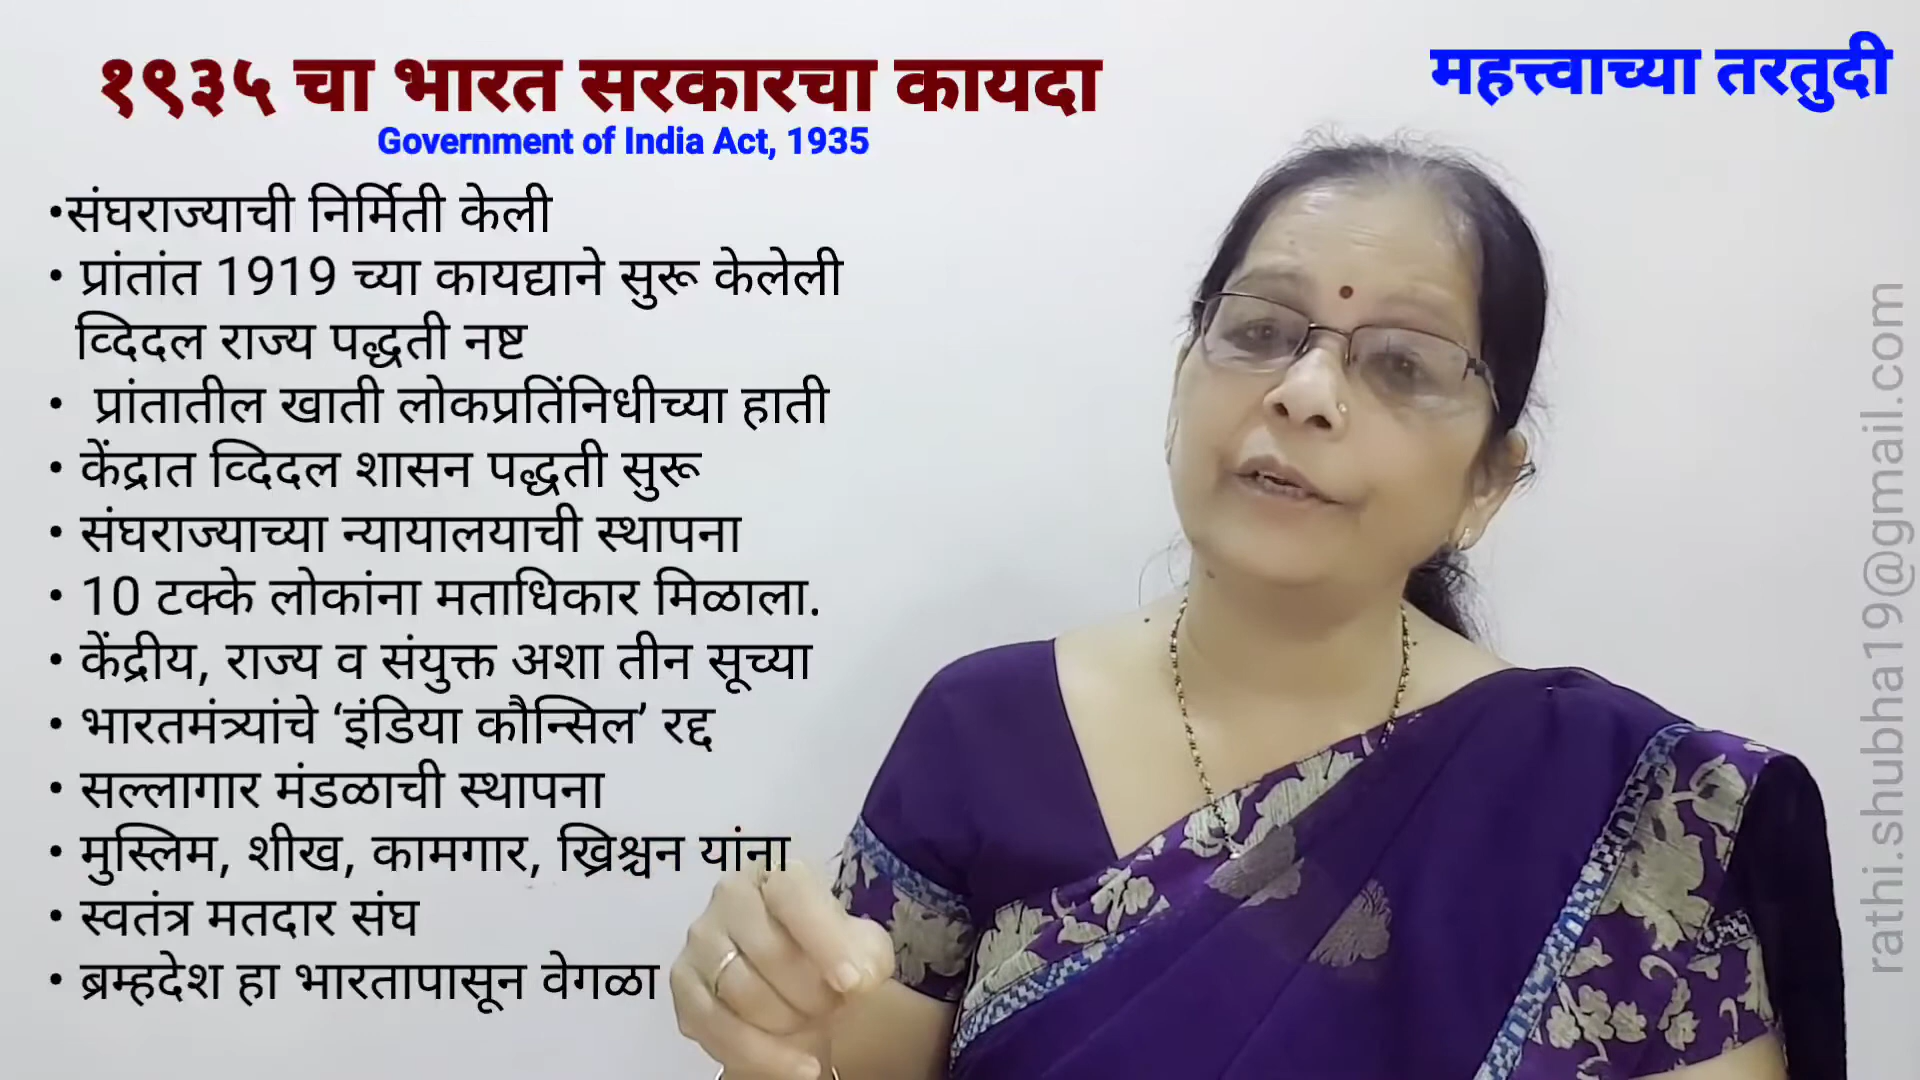 १९३५ चा भारत सरकारचा कायदा
महत्त्वाच्या तरतुदी
Government of India Act, 1935
•संघराज्याची निर्मिती केली
• प्रांतांत 1919 च्या कायद्याने सुरू केलेली
व्दिदल राज्य पद्धती नष्ट
• प्रांतातील खाती लोकप्रतिंनिधीच्या हाती
• केंद्रात व्दिदल शासन पद्धती सुरू
• संघराज्याच्या न्यायालयाची स्थापना
• 10 टक्के लोकांना मताधिकार मिळाला.
• केंद्रीय, राज्य व संयुक्त अशा तीन सूच्या
• भारतमंत्र्यांचे ‘इंडिया कौन्सिल’ रद्द
• सल्लागार मंडळाची स्थापना
• मुस्लिम, शीख, कामगार, ख्रिश्चन यांना
• स्वतंत्र मतदार संघ
• ब्रम्हदेश हा भारतापासून वेगळा
rathi.shubha19@gmail.com